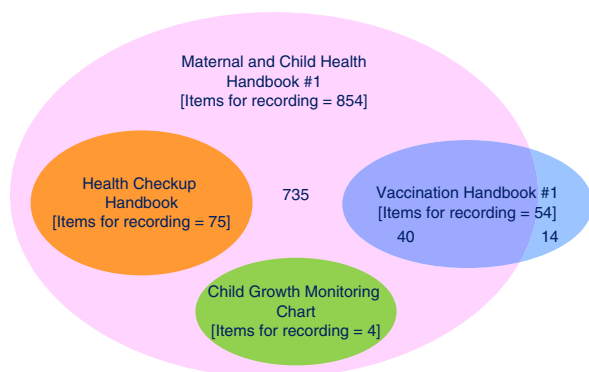 Maternal and Child Health
Handbook #1
[Items for recording = 854]
Health Checkup
Handbook
[Items for recording = 75]
735
Vaccination Handbook #1
[Items for recording = 54]
40 14
Child Growth Monitoring
Chart
[Items for recording = 4]